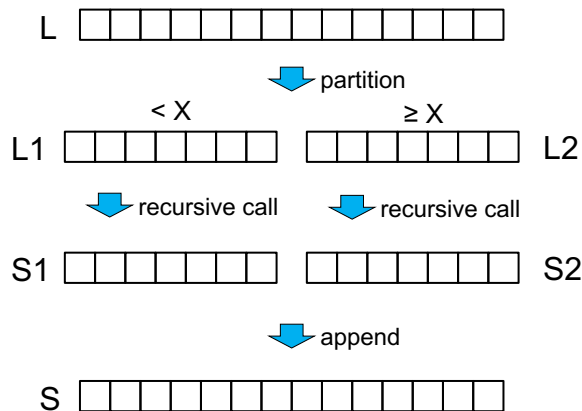 L
partition
< X ≥ X
L1 L2
recursive call recursive call
S1 S2
append
S